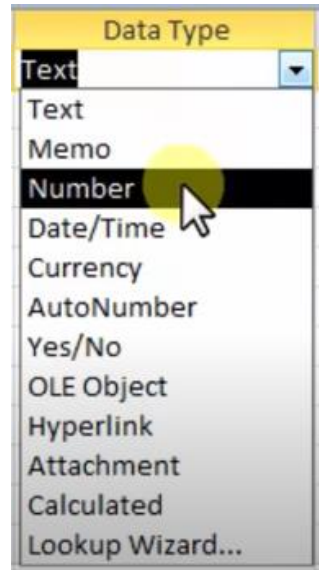 Data Type
Text
Text
Memo
Number
Date/Time
Currency
AutoNumber
Yes/No
OLE Object
Hyperlink
Attachment
Calculated
Lookup Wizard...